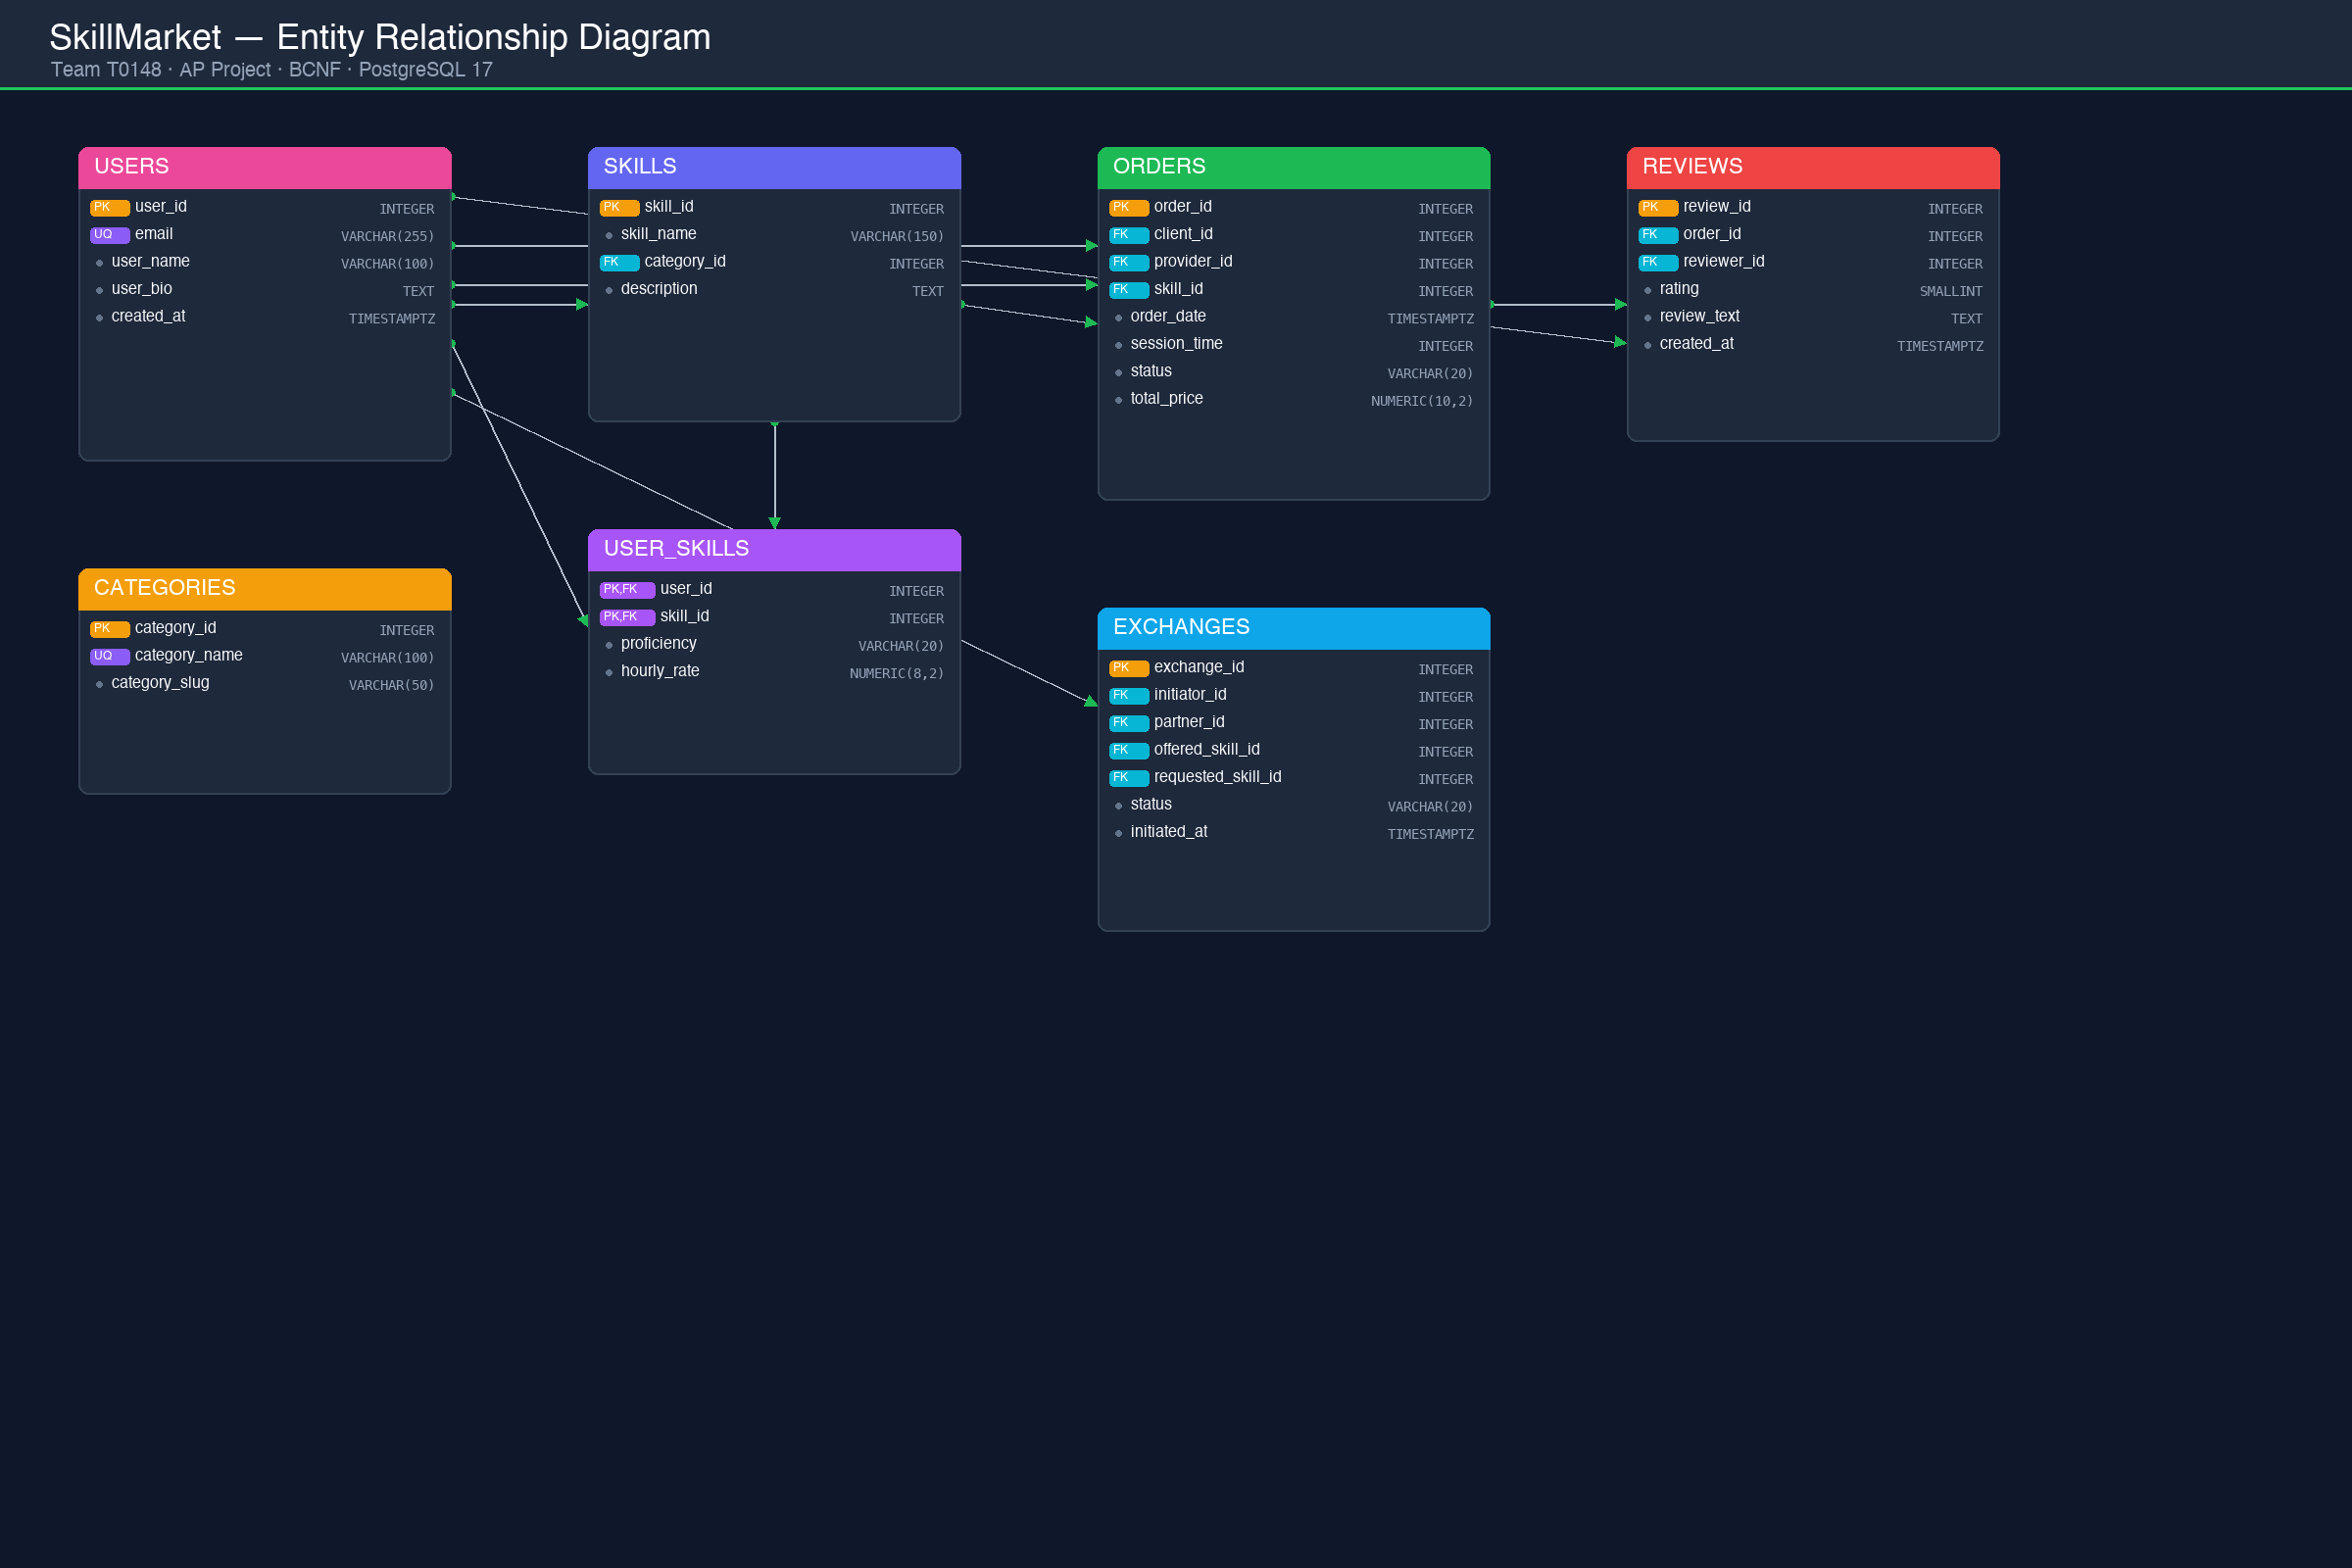 SkillMarket — Entity Relationship Diagram
Team T0148 · AP Project · BCNF · PostgreSQL 17
USERS
PK user_id INTEGER
UQ email VARCHAR(255)
user_name VARCHAR(100)
user_bio TEXT
created_at TIMESTAMPTZ
SKILLS
PK skill_id INTEGER
skill_name VARCHAR(150)
FK category_id INTEGER
description TEXT
ORDERS
PK order_id INTEGER
FK client_id INTEGER
FK provider_id INTEGER
FK skill_id INTEGER
order_date TIMESTAMPTZ
session_time INTEGER
status VARCHAR(20)
total_price NUMERIC(10,2)
REVIEWS
PK review_id INTEGER
FK order_id INTEGER
FK reviewer_id INTEGER
rating SMALLINT
review_text TEXT
created_at TIMESTAMPTZ
CATEGORIES
PK category_id INTEGER
UQ category_name VARCHAR(100)
category_slug VARCHAR(50)
USER_SKILLS
PK,FK user_id INTEGER
PK,FK skill_id INTEGER
proficiency VARCHAR(20)
hourly_rate NUMERIC(8,2)
EXCHANGES
PK exchange_id INTEGER
FK initiator_id INTEGER
FK partner_id INTEGER
FK offered_skill_id INTEGER
FK requested_skill_id INTEGER
status VARCHAR(20)
initiated_at TIMESTAMPTZ